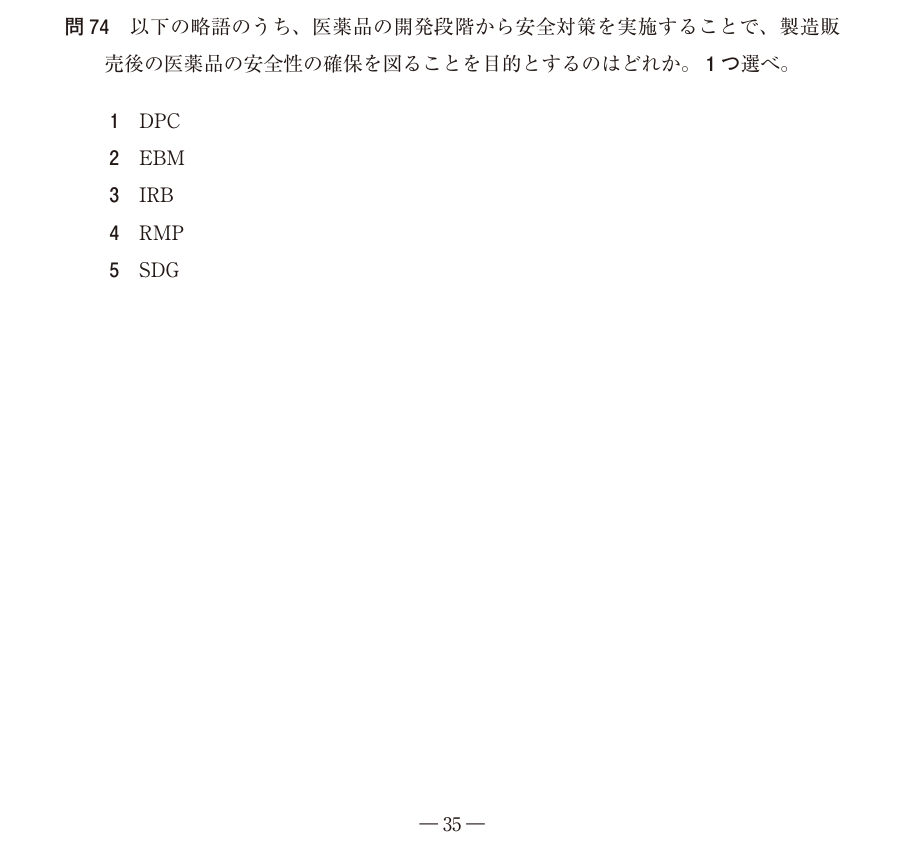 問 74　以下の略語のうち、医薬品の開発段階から安全対策を実施することで、製造販
売後の医薬品の安全性の確保を図ることを目的とするのはどれか。1つ選べ。
1　DPC
2　EBM
3　IRB
4　RMP
5　SDG
― 35 ―